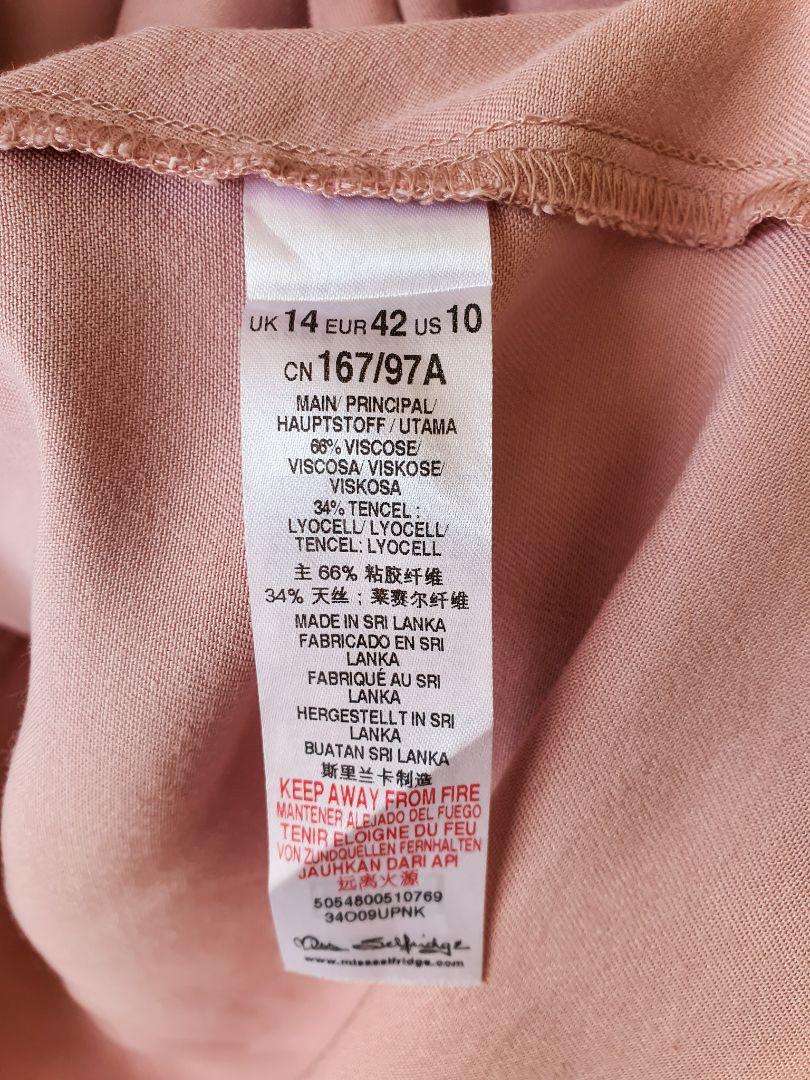 UK 14 EUR 42 US 10
CN 167/97A
MAIN/ PRINCIPAL/
HAUPTSTOFF / UTAMA
66% VISCOSE/
VISCOSA/ VISKOSE/
VISKOSA
34% TENCEL :
LYOCELL/ LYOCELL/
TENCEL: LYOCELL
主 66% 粘胶纤维
34% 天丝 ; 莱赛尔纤维
MADE IN SRI LANKA
FABRICADO EN SRI
LANKA
FABRIQUÉ AU SRI
LANKA
HERGESTELLT IN SRI
LANKA
BUATAN SRI LANKA
斯里兰卡制造
KEEP AWAY FROM FIRE
MANTENER ALEJADO DEL FUEGO
TENIR ELOIGNE DU FEU
VON ZUNDQUELLEN FERNHALTEN
JAUHKAN DARI API
远离火源
5054800510769
34O09UPNK
Miss Selfridge
www.missselfridge.com